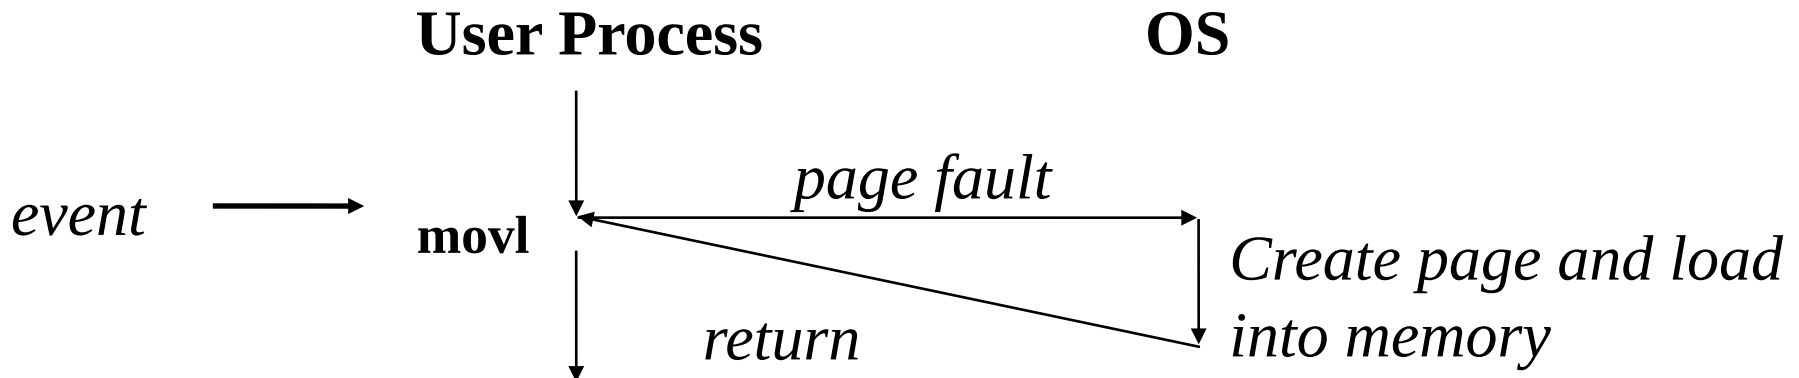 User Process
OS
page fault
event
movl
Create page and load
into memory
return